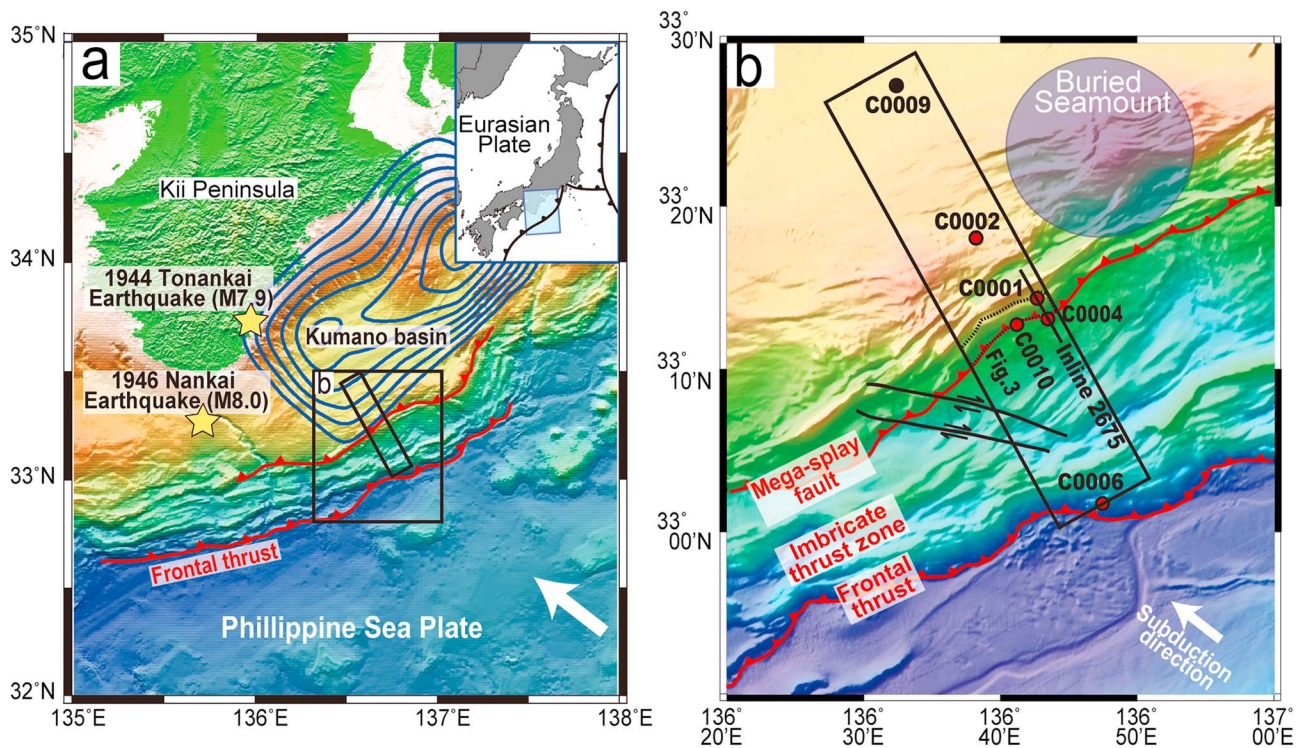 35°N
34°N
33°N
32°N
135°E
136°E
137°E
138°E
a
Eurasian
Plate
Kii Peninsula
1944 Tonankai
Earthquake (M7,9)
Kumano basin
1946 Nankai
Earthquake (M8.0)
b
Frontal thrust
Phillippine Sea Plate
33°
30'N
33°
20'N
33°
10'N
33°
00'N
136°
20'E
136°
30'E
136°
40'E
136°
50'E
137°
00'E
b
Buried
Seamount
C0009
C0002
C0001
C0004
C0010
Fig.3
Inline 2675
C0006
Mega-splay
fault
Imbricate
thrust zone
Frontal
thrust
Subduction
direction